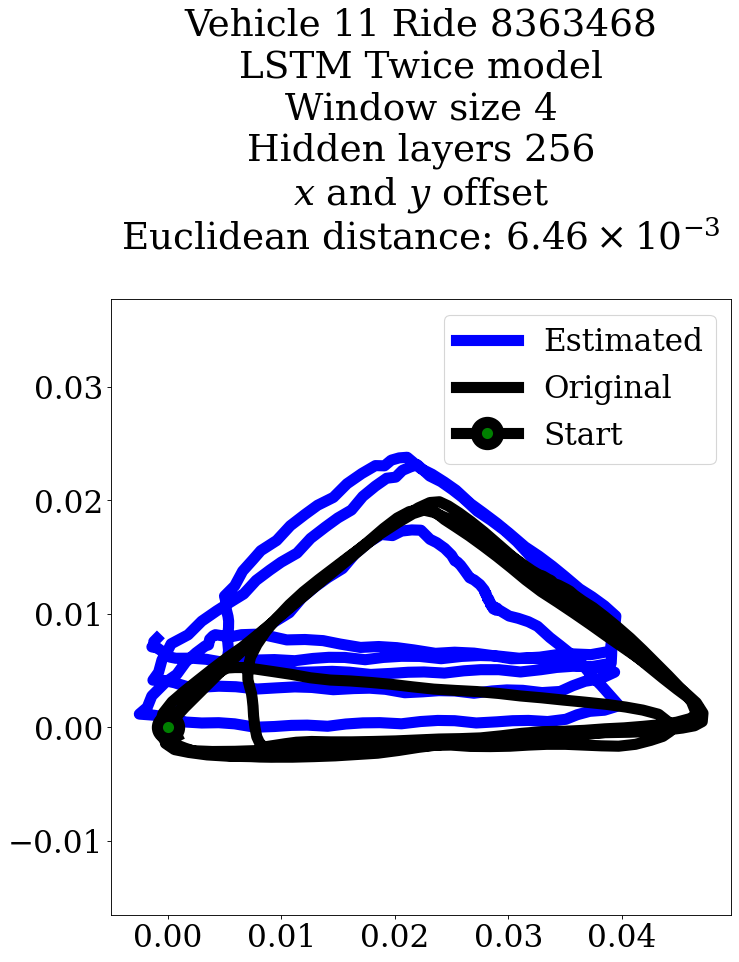 Vehicle 11 Ride 8363468
LSTM Twice model
Window size 4
Hidden layers 256
x and y offset
Euclidean distance: 6.46 × 10⁻³
Estimated
Original
Start
0.03
0.02
0.01
0.00
−0.01
0.00 0.01 0.02 0.03 0.04